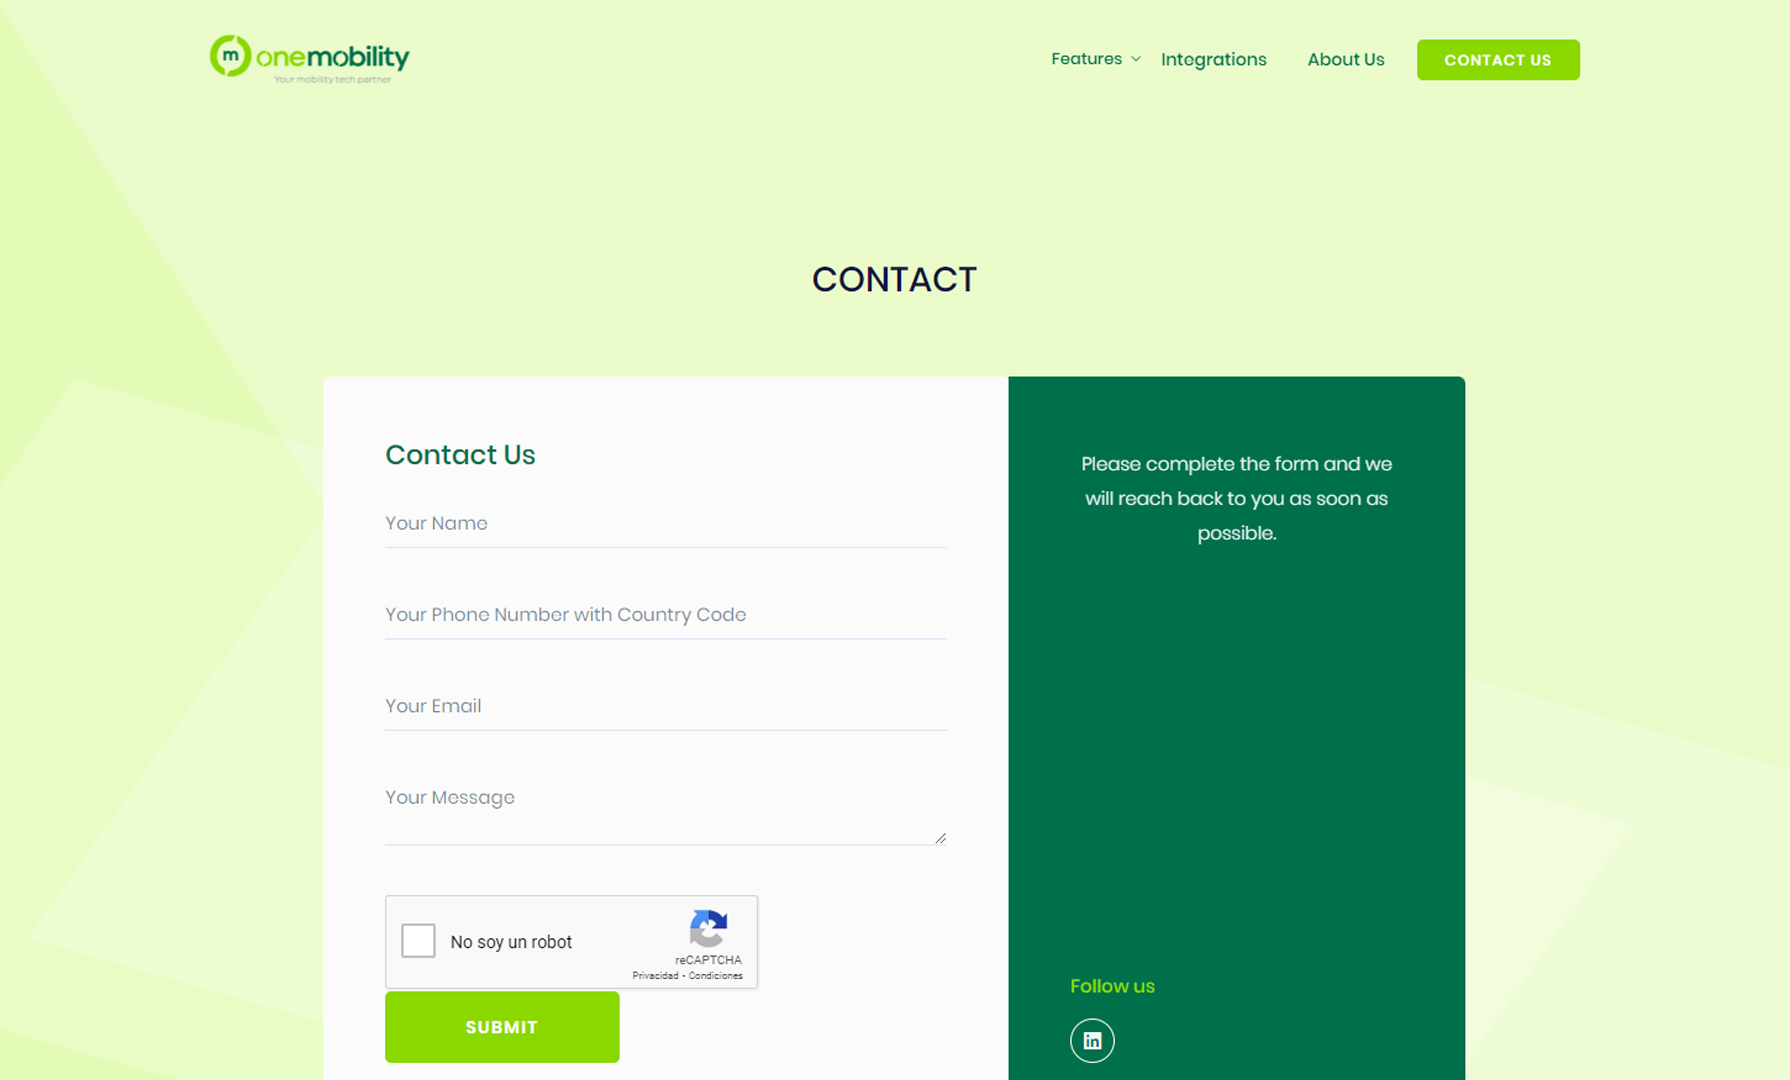 m onemobility
Your mobility tech partner
Features
Integrations
About Us
CONTACT US
CONTACT
Contact Us
Your Name
Your Phone Number with Country Code
Your Email
Your Message
No soy un robot
reCAPTCHA
Privacidad - Condiciones
SUBMIT
Please complete the form and we
will reach back to you as soon as
possible.
Follow us
in